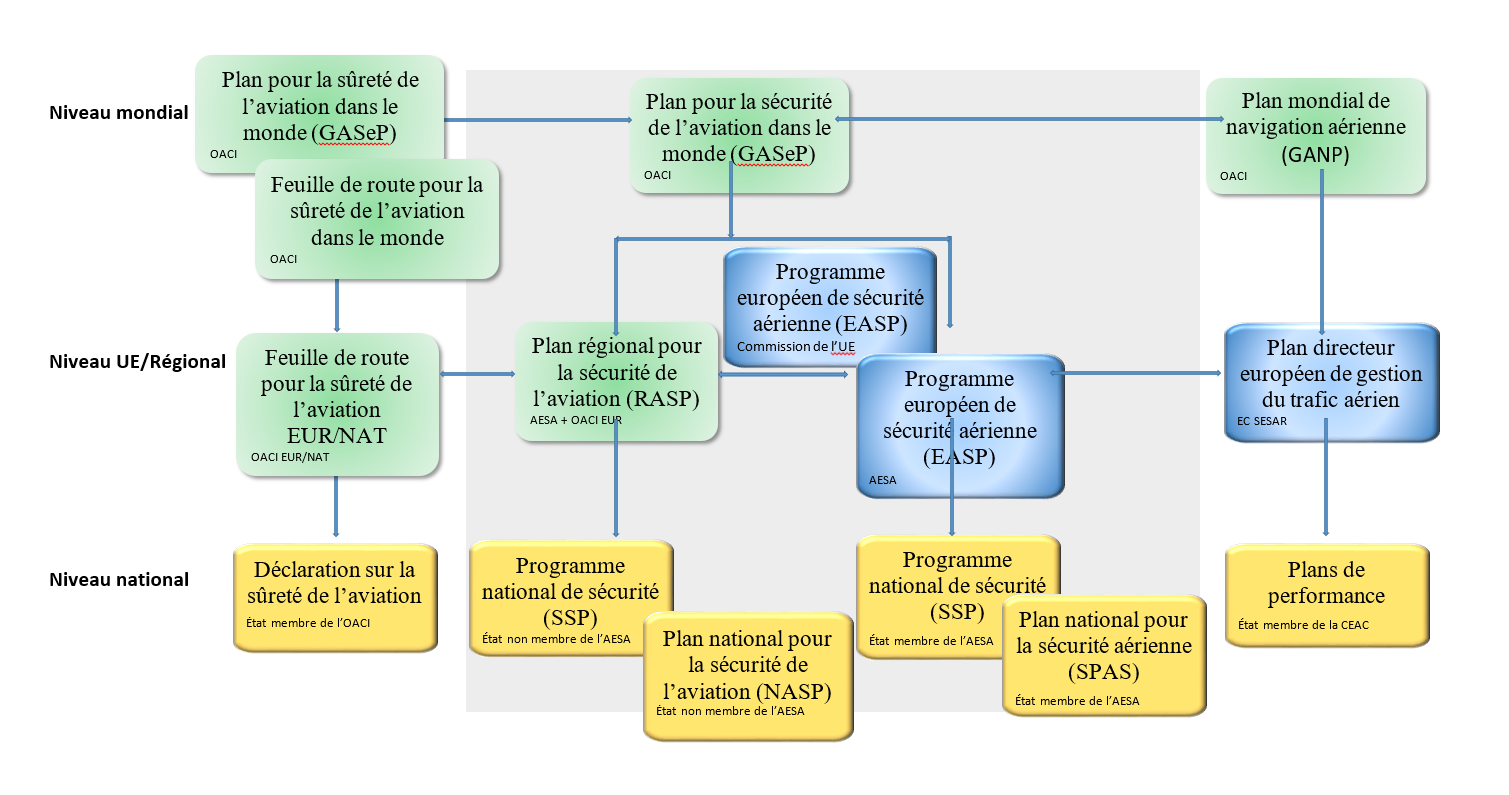 Niveau mondial
Plan pour la sûreté de
l’aviation dans le
monde (GASeP)
OACI
Feuille de route pour la
sûreté de l’aviation
dans le monde
OACI
Plan pour la sécurité
de l’aviation dans le
monde (GASeP)
OACI
Plan mondial de
navigation aérienne
(GANP)
OACI
Niveau UE/Régional
Feuille de route
pour la sûreté de
l’aviation
EUR/NAT
OACI EUR/NAT
Plan régional pour
la sécurité de
l’aviation (RASP)
AESA + OACI EUR
Programme
européen de sécurité
aérienne (EASP)
Commission de l’UE
Programme
européen de
sécurité aérienne
(EASP)
AESA
Plan directeur
européen de gestion
du trafic aérien
EC SESAR
Niveau national
Déclaration sur la
sûreté de l’aviation
État membre de l’OACI
Programme
national de sécurité
(SSP)
État non membre de l’AESA
Plan national pour
la sécurité de
l’aviation (NASP)
État non membre de l’AESA
Programme
national de sécurité
(SSP)
État membre de l’AESA
Plan national pour
la sécurité aérienne
(SPAS)
État membre de l’AESA
Plans de
performance
État membre de la CEAC